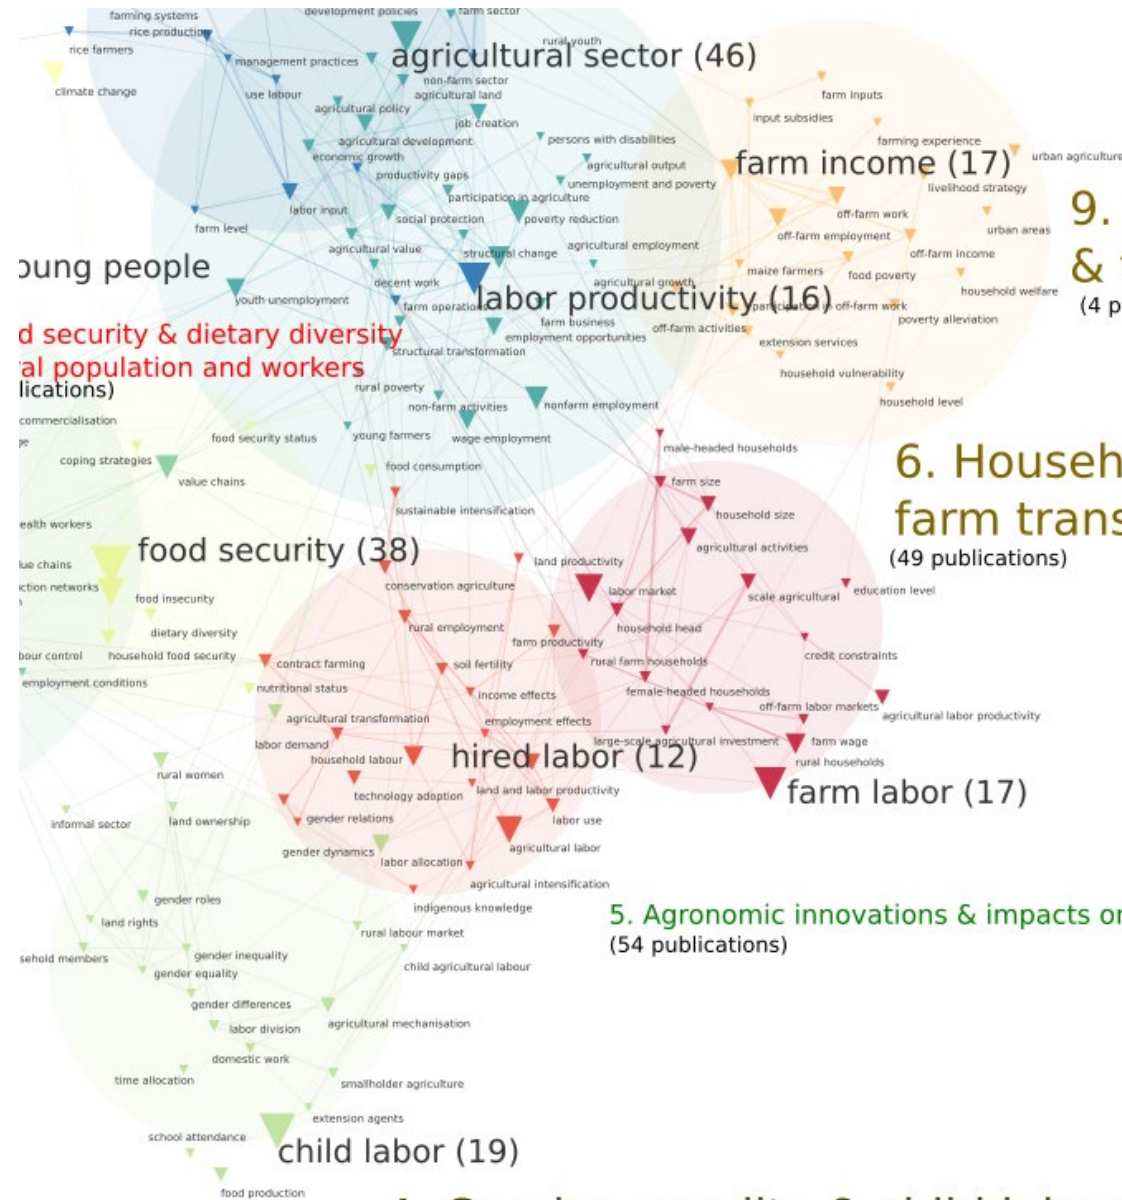 development policies
farm sector
farming systems
rice production
rural youth
rice farmers
agricultural sector (46)
management practices
non-farm sector
climate change
use labour
agricultural land
farm inputs
agricultural policy
input subsidies
job creation
agricultural development
persons with disabilities
farming experience
economic growth
urban agriculture
farm income (17)
agricultural output
productivity gaps
unemployment and poverty
livelihood strategy
participation in agriculture
labor input
social protection
poverty reduction
off-farm work
9.
farm level
off-farm employment
urban areas
agricultural value
structural change
agricultural employment
off-farm income
oung people
maize farmers
food poverty
& 
decent work
agricultural growth
household welfare
youth unemployment
labor productivity (16)
farm operations
participation in off-farm work
(4 p
poverty alleviation
d security & dietary diversity
farm business
off-farm activities
employment opportunities
extension services
structural transformation
al population and workers
household vulnerability
lications)
rural poverty
non-farm activities
nonfarm employment
household level
commercialisation
food security status
young farmers
wage employment
male-headed households
coping strategies
food consumption
6. Househ
value chains
farm size
sustainable intensification
household size
farm trans
ealth workers
agricultural activities
food security (38)
(49 publications)
land productivity
ue chains
conservation agriculture
ction networks
labor market
scale agricultural
education level
food insecurity
rural employment
household head
dietary diversity
farm productivity
our control
household food security
contract farming
soil fertility
rural farm households
credit constraints
employment conditions
nutritional status
income effects
female-headed households
off-farm labor markets
agricultural labor productivity
agricultural transformation
employment effects
labor demand
large-scale agricultural investment
farm wage
household labour
hired labor (12)
rural households
rural women
technology adoption
land and labor productivity
farm labor (17)
informal sector
land ownership
gender relations
labor use
gender dynamics
labor allocation
agricultural labor
agricultural intensification
gender roles
indigenous knowledge
land rights
5. Agronomic innovations & impacts on
rural labour market
(54 publications)
sehold members
gender inequality
gender equality
child agricultural labour
gender differences
labor division
agricultural mechanisation
domestic work
time allocation
smallholder agriculture
extension agents
school attendance
child labor (19)
food production